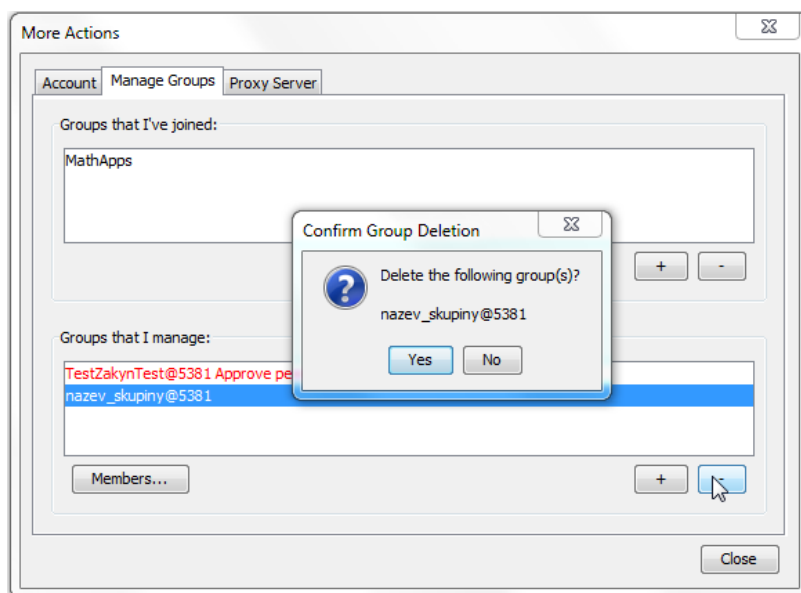 More Actions
Account Manage Groups Proxy Server
Groups that I've joined:
MathApps
+ -
Confirm Group Deletion
Delete the following group(s)?
nazev_skupiny@5381
Yes No
Groups that I manage:
TestZakynTest@5381 Approve pe
nazev_skupiny@5381
Members... + -
Close